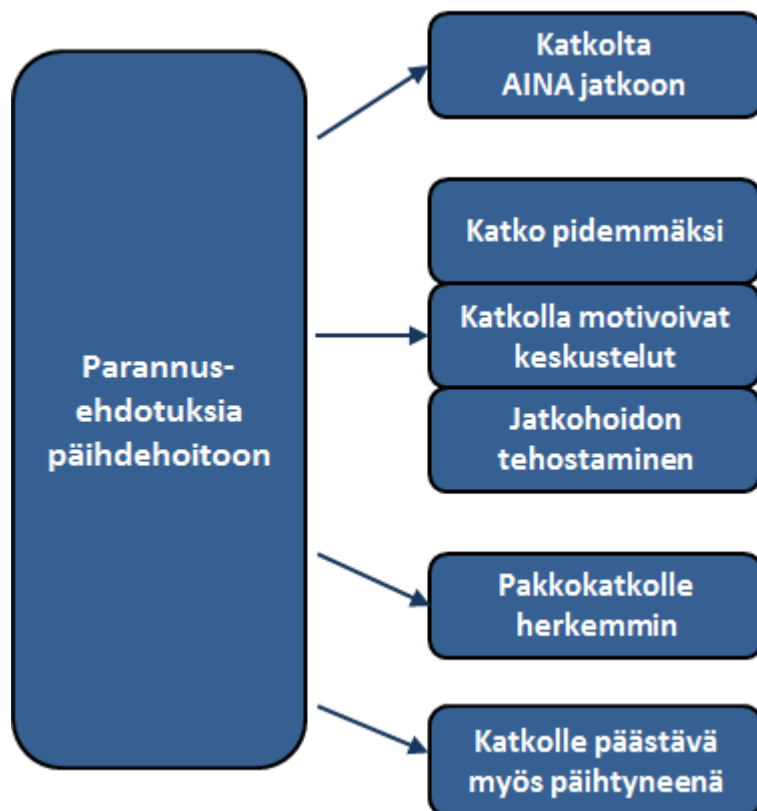 Parannus-
ehdotuksia
päihdehoitoon
Katkolta
AINA jatkoon
Katko pidemmäksi
Katkolla motivoivat
keskustelut
Jatkohoidon
tehostaminen
Pakkokatkolle
herkemmin
Katkolle päästävä
myös päihtyneenä